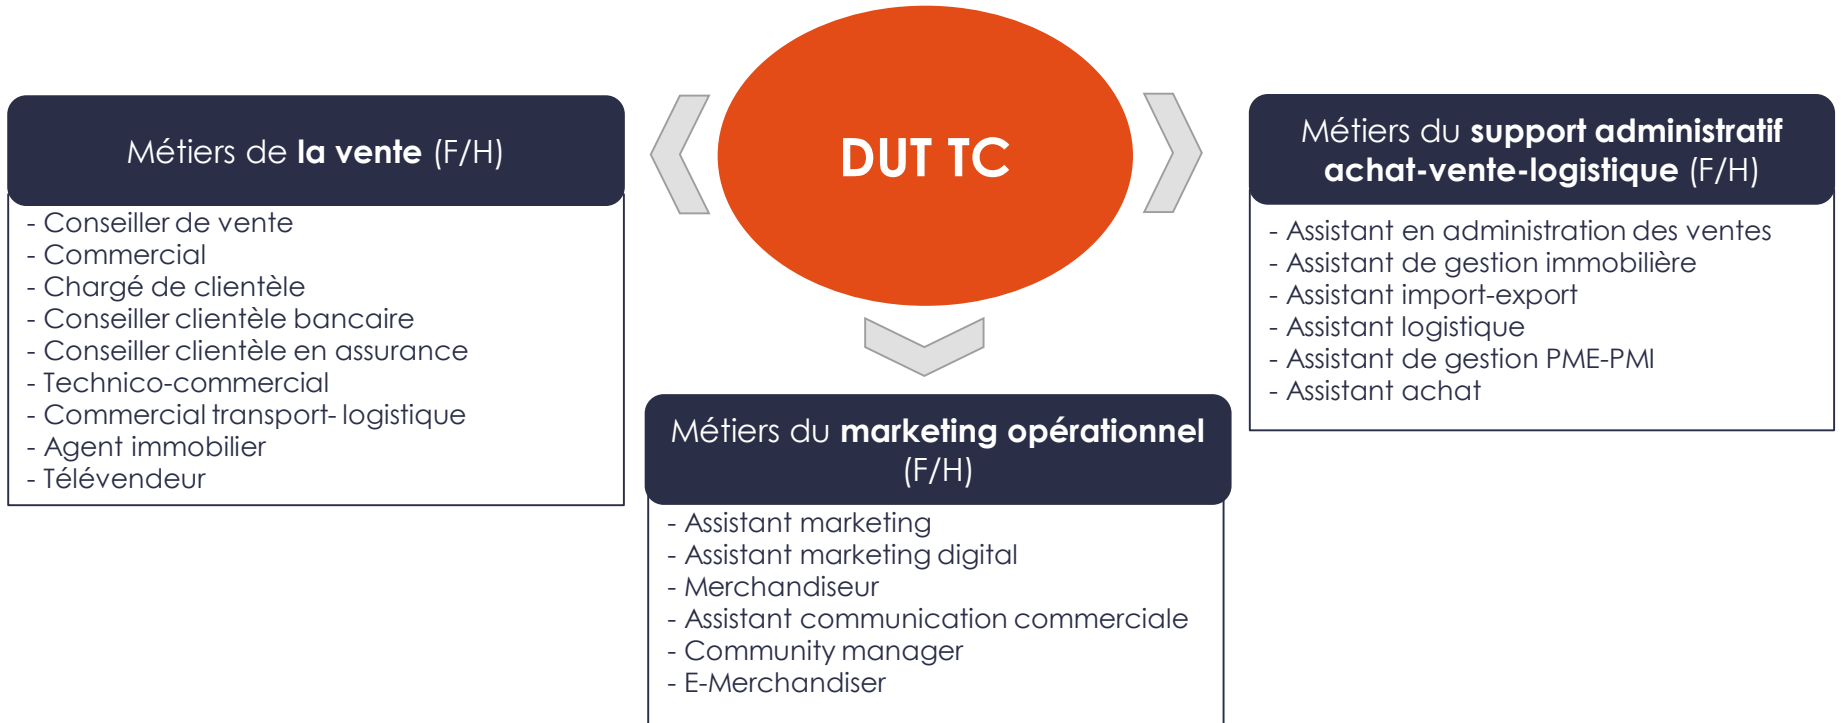 DUT TC
Métiers de la vente (F/H)
- Conseiller de vente
- Commercial
- Chargé de clientèle
- Conseiller clientèle bancaire
- Conseiller clientèle en assurance
- Technico-commercial
- Commercial transport- logistique
- Agent immobilier
- Télévendeur
Métiers du marketing opérationnel
(F/H)
- Assistant marketing
- Assistant marketing digital
- Merchandiseur
- Assistant communication commerciale
- Community manager
- E-Merchandiser
Métiers du support administratif
achat-vente-logistique (F/H)
- Assistant en administration des ventes
- Assistant de gestion immobilière
- Assistant import-export
- Assistant logistique
- Assistant de gestion PME-PMI
- Assistant achat